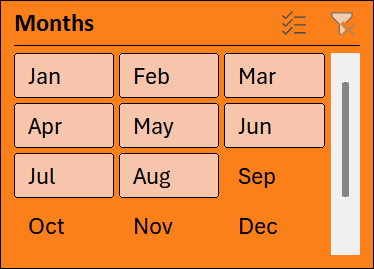 Months
Jan Feb Mar
Apr May Jun
Jul Aug Sep
Oct Nov Dec